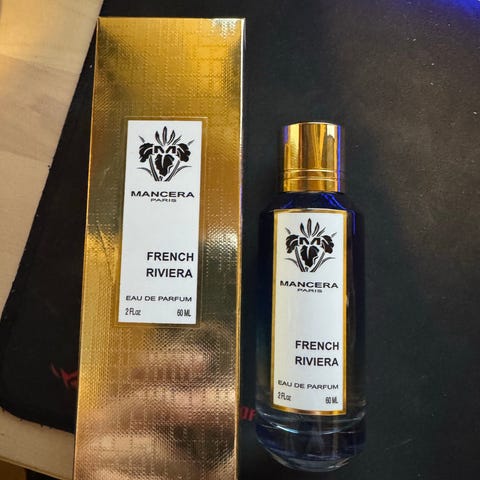 MANCERA
PARIS
FRENCH
RIVIERA
EAU DE PARFUM
2 FL.oz 60 ML
MANCERA
PARIS
FRENCH
RIVIERA
EAU DE PARFUM
2 FL.oz 60 ML